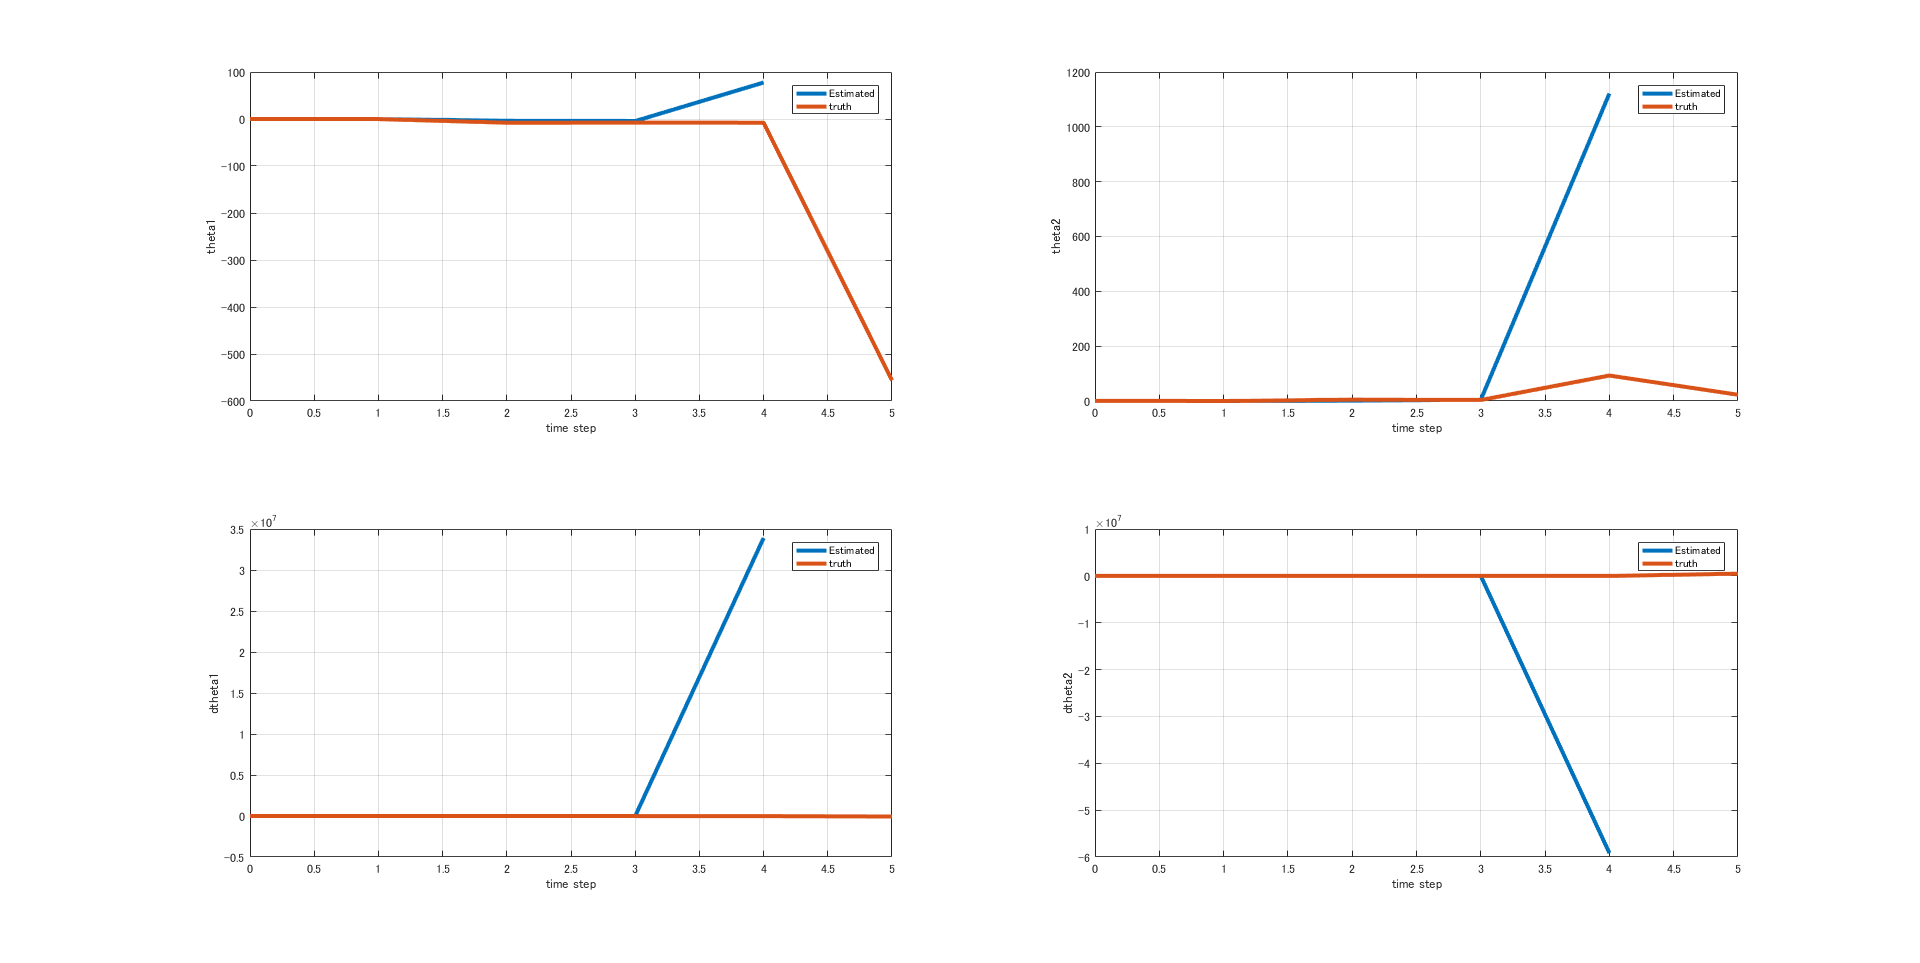 100
0
−100
−200
−300
−400
−500
−600
theta1
0 0.5 1 1.5 2 2.5 3 3.5 4 4.5 5
time step
Estimated
truth
1200
1000
800
600
400
200
0
theta2
0 0.5 1 1.5 2 2.5 3 3.5 4 4.5 5
time step
Estimated
truth
×10⁷
3.5
3
2.5
2
1.5
1
0.5
0
−0.5
dtheta1
0 0.5 1 1.5 2 2.5 3 3.5 4 4.5 5
time step
Estimated
truth
×10⁷
1
0
−1
−2
−3
−4
−5
−6
dtheta2
0 0.5 1 1.5 2 2.5 3 3.5 4 4.5 5
time step
Estimated
truth